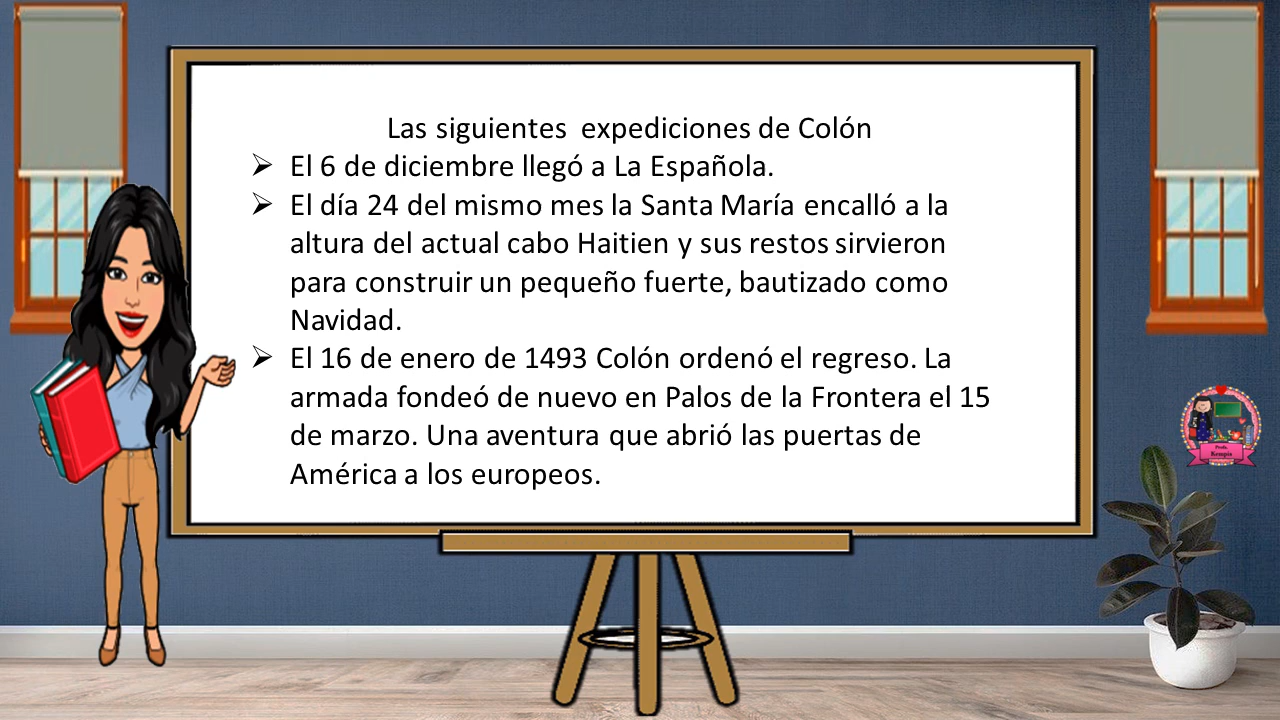 Las siguientes  expediciones de Colón
➢ El 6 de diciembre llegó a La Española.
➢ El día 24 del mismo mes la Santa María encalló a la
altura del actual cabo Haitien y sus restos sirvieron
para construir un pequeño fuerte, bautizado como
Navidad.
➢ El 16 de enero de 1493 Colón ordenó el regreso. La
armada fondeó de nuevo en Palos de la Frontera el 15
de marzo. Una aventura que abrió las puertas de
América a los europeos.
Profa.
Kempis